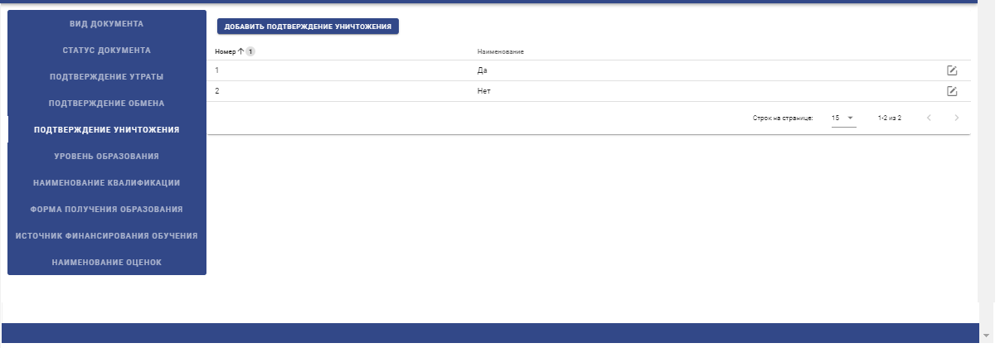 ВИД ДОКУМЕНТА
СТАТУС ДОКУМЕНТА
ПОДТВЕРЖДЕНИЕ УТРАТЫ
ПОДТВЕРЖДЕНИЕ ОБМЕНА
ПОДТВЕРЖДЕНИЕ УНИЧТОЖЕНИЯ
УРОВЕНЬ ОБРАЗОВАНИЯ
НАИМЕНОВАНИЕ КВАЛИФИКАЦИИ
ФОРМА ПОЛУЧЕНИЯ ОБРАЗОВАНИЯ
ИСТОЧНИК ФИНАНСИРОВАНИЯ ОБУЧЕНИЯ
НАИМЕНОВАНИЕ ОЦЕНОК
ДОБАВИТЬ ПОДТВЕРЖДЕНИЕ УНИЧТОЖЕНИЯ
Номер ↑ 1 Наименование
1 Да
2 Нет
Строк на странице: 15 1-2 из 2